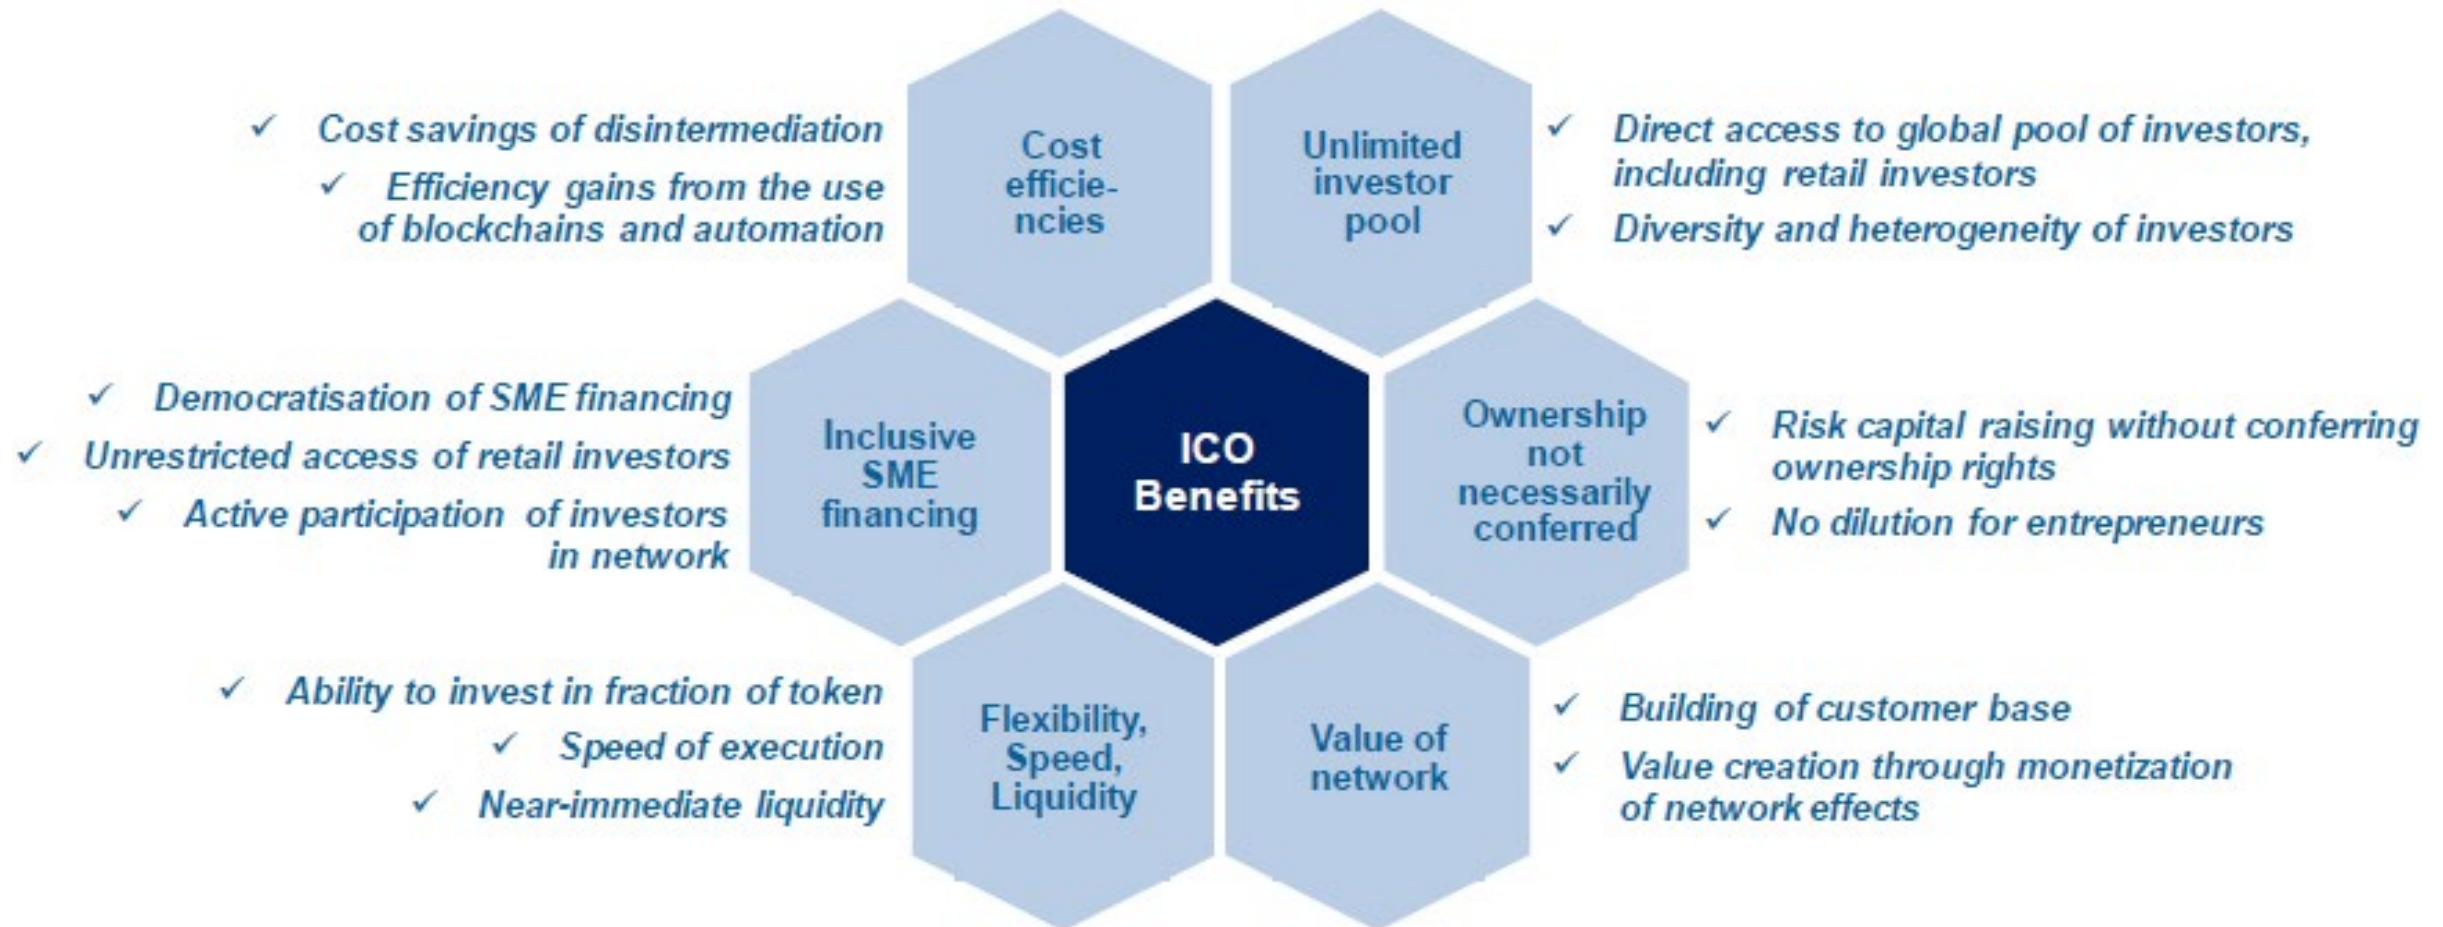 ✓ Cost savings of disintermediation
✓ Efficiency gains from the use
of blockchains and automation
Cost
efficie-
ncies
Unlimited
investor
pool
✓ Direct access to global pool of investors,
including retail investors
✓ Diversity and heterogeneity of investors
✓ Democratisation of SME financing
✓ Unrestricted access of retail investors
✓ Active participation of investors
in network
Inclusive
SME
financing
ICO
Benefits
Ownership
not
necessarily
conferred
✓ Risk capital raising without conferring
ownership rights
✓ No dilution for entrepreneurs
✓ Ability to invest in fraction of token
✓ Speed of execution
✓ Near-immediate liquidity
Flexibility,
Speed,
Liquidity
Value of
network
✓ Building of customer base
✓ Value creation through monetization
of network effects